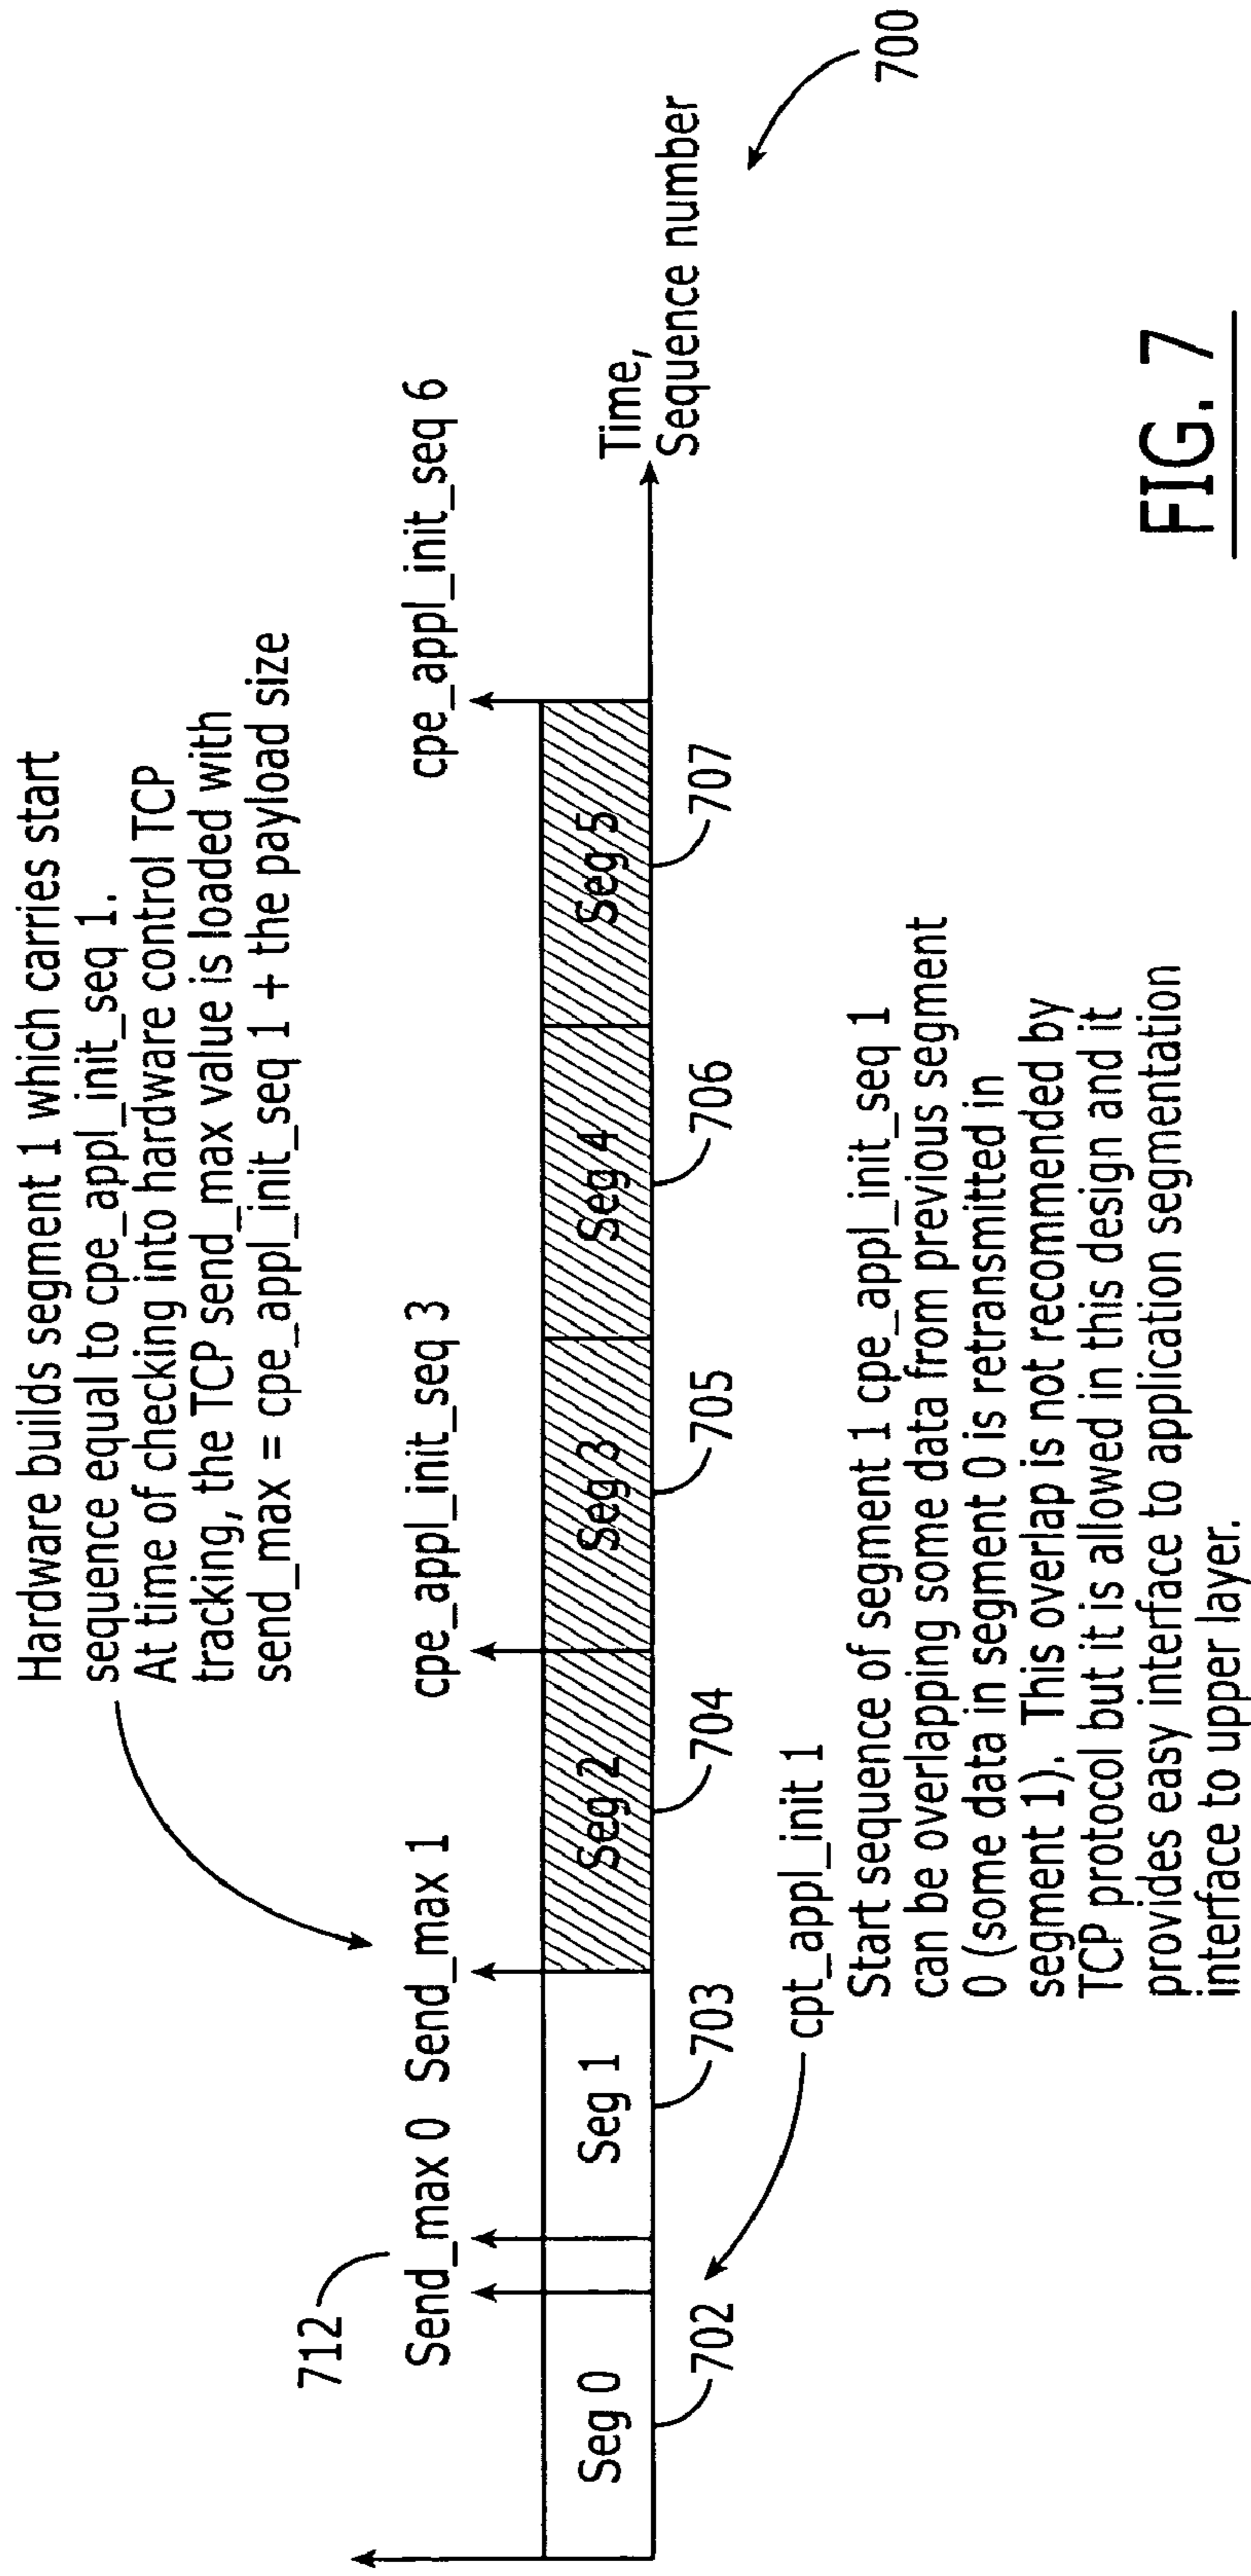 Hardware builds segment 1 which carries start
sequence equal to cpe_appl_init_seq 1.
At time of checking into hardware control TCP
tracking, the TCP send_max value is loaded with
send_max = cpe_appl_init_seq 1 + the payload size
712
Send_max 0
Send_max 1
cpe_appl_init_seq 3
cpe_appl_init_seq 6
Seg 0
Seg 1
Seg 2
Seg 3
Seg 4
Seg 5
Time,
Sequence number
702
703
704
705
706
707
700
cpt_appl_init 1
Start sequence of segment 1 cpe_appl_init_seq 1
can be overlapping some data from previous segment
0 (some data in segment 0 is retransmitted in
segment 1). This overlap is not recommended by
TCP protocol but it is allowed in this design and it
provides easy interface to application segmentation
interface to upper layer.
FIG. 7